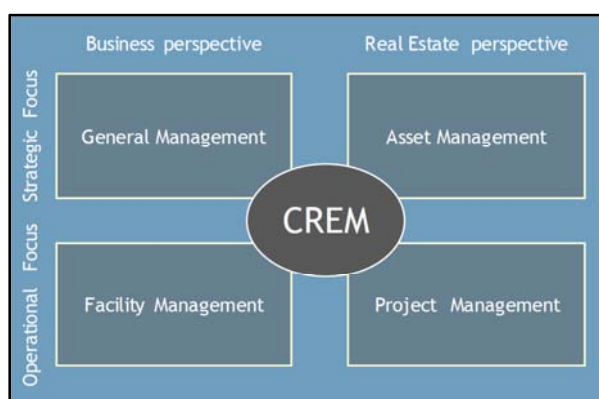 Business perspective
Real Estate perspective
Strategic Focus
General Management
Asset Management
CREM
Operational Focus
Facility Management
Project Management